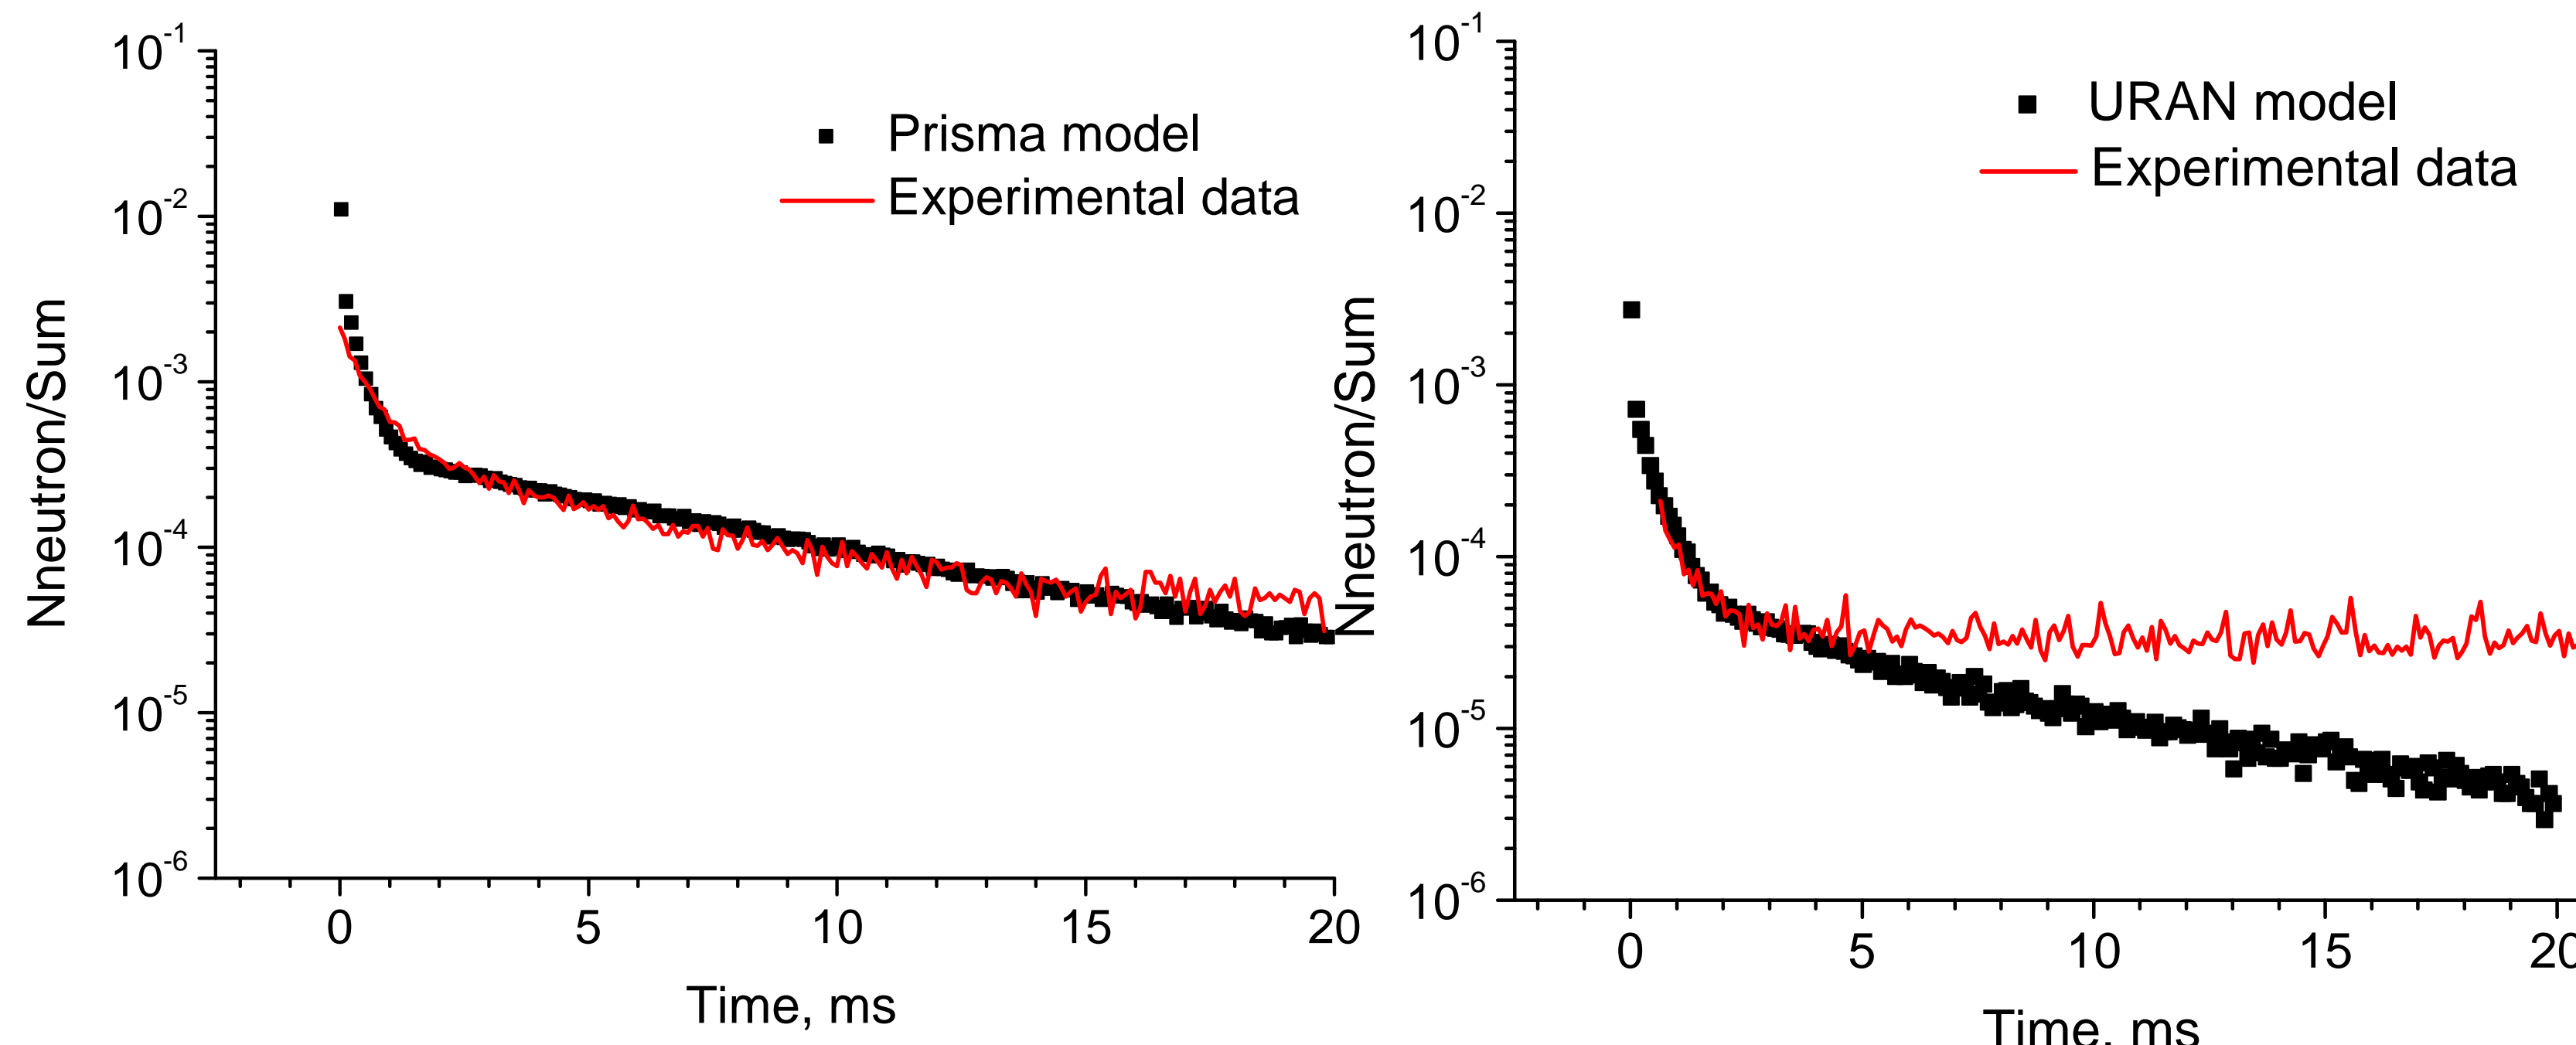 10-1
10-2
10-3
10-4
10-5
10-6
Nneutron/Sum
Prisma model
Experimental data
0 5 10 15 20
Time, ms
10-1
10-2
10-3
10-4
10-5
10-6
Nneutron/Sum
URAN model
Experimental data
0 5 10 15 20
Time, ms